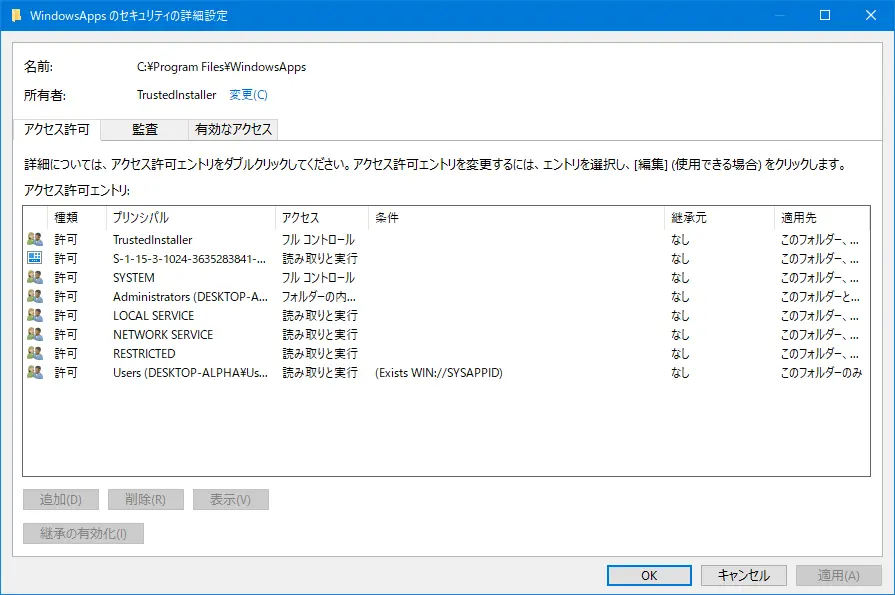 WindowsApps のセキュリティの詳細設定
名前: C:¥Program Files¥WindowsApps
所有者: TrustedInstaller 変更(C)
アクセス許可 監査 有効なアクセス
詳細については、アクセス許可エントリをダブルクリックしてください。アクセス許可エントリを変更するには、エントリを選択し、[編集] (使用できる場合) をクリックします。
アクセス許可エントリ:
種類 プリンシパル アクセス 条件 継承元 適用先
許可 TrustedInstaller フル コントロール なし このフォルダー、...
許可 S-1-15-3-1024-3635283841-... 読み取りと実行 なし このフォルダー、...
許可 SYSTEM フル コントロール なし このフォルダー、...
許可 Administrators (DESKTOP-A... フォルダーの内... なし このフォルダーと...
許可 LOCAL SERVICE 読み取りと実行 なし このフォルダー、...
許可 NETWORK SERVICE 読み取りと実行 なし このフォルダー、...
許可 RESTRICTED 読み取りと実行 なし このフォルダー、...
許可 Users (DESKTOP-ALPHA¥Us... 読み取りと実行 (Exists WIN://SYSAPPID) なし このフォルダーのみ
追加(D) 削除(R) 表示(V)
継承の有効化(I)
OK キャンセル 適用(A)